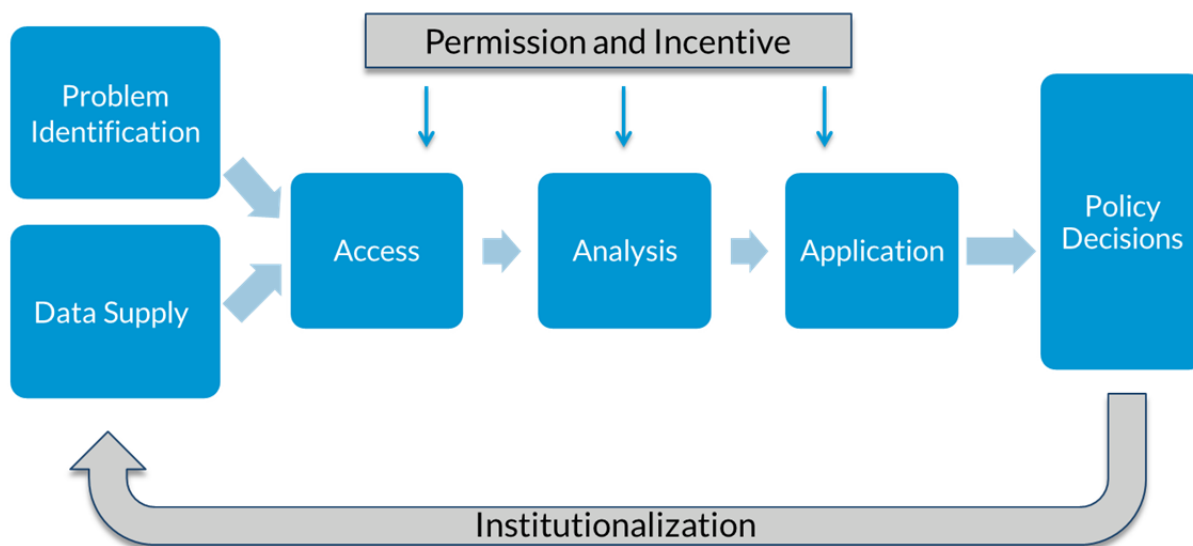 Permission and Incentive
Problem
Identification
Data Supply
Access
Analysis
Application
Policy
Decisions
Institutionalization